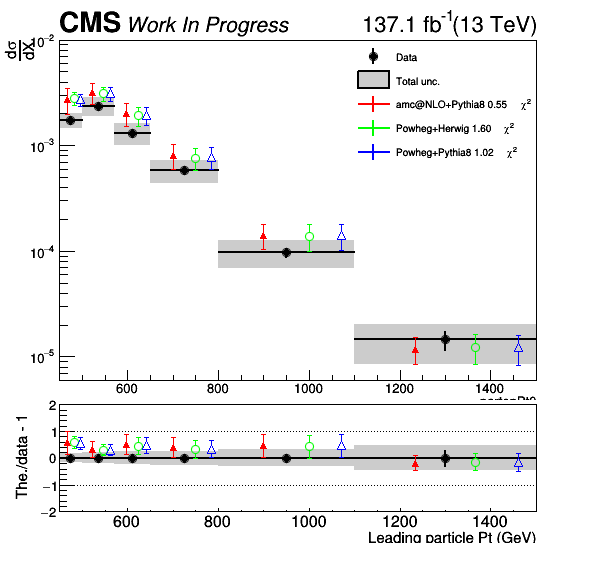 CMS Work In Progress 137.1 fb⁻¹(13 TeV)
dσ
dX
10⁻²
10⁻³
10⁻⁴
10⁻⁵
Data
Total unc.
amc@NLO+Pythia8 0.55 χ²
Powheg+Herwig 1.60 χ²
Powheg+Pythia8 1.02 χ²
600 800 1000 1200 1400
The./data - 1
2
1
0
−1
−2
600 800 1000 1200 1400
Leading particle Pt (GeV)